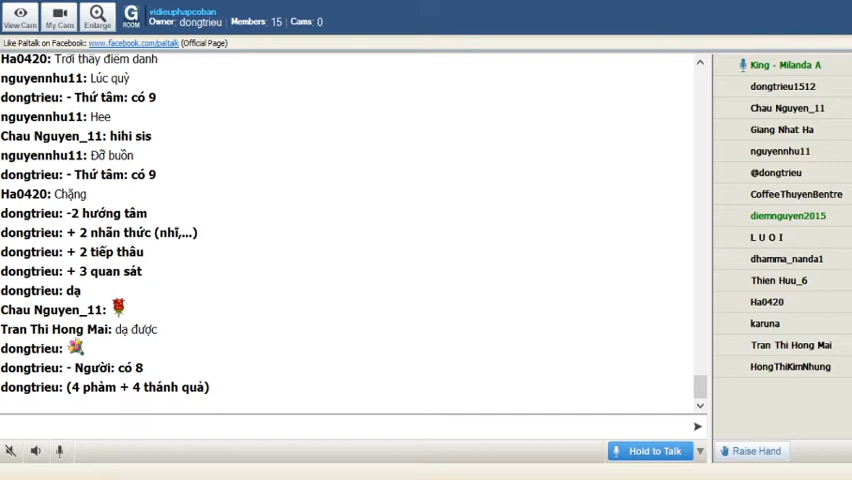 View Cam
My Cam
Enlarge
G
ROOM
vidieuphapcoban
Owner: dongtrieu Members: 15 Cams: 0
Like Paltalk on Facebook: www.facebook.com/paltalk (Official Page)
Ha0420: Trời thầy điểm danh
nguyennhu11: Lúc quỷ
dongtrieu: - Thứ tâm: có 9
nguyennhu11: Hee
Chau Nguyen_11: hihi sis
nguyennhu11: Đỡ buồn
dongtrieu: - Thứ tâm: có 9
Ha0420: Chặng
dongtrieu: -2 hướng tâm
dongtrieu: + 2 nhãn thức (nhĩ,...)
dongtrieu: + 2 tiếp thâu
dongtrieu: + 3 quan sát
dongtrieu: dạ
Chau Nguyen_11:
Tran Thi Hong Mai: dạ được
dongtrieu:
dongtrieu: - Người: có 8
dongtrieu: (4 phàm + 4 thánh quả)
Hold to Talk
King - Milanda A
dongtrieu1512
Chau Nguyen_11
Giang Nhat Ha
nguyennhu11
@dongtrieu
CoffeeThuyenBentre
diemnguyen2015
L U O I
dhamma_nanda1
Thien Huu_6
Ha0420
karuna
Tran Thi Hong Mai
HongThiKimNhung
Raise Hand